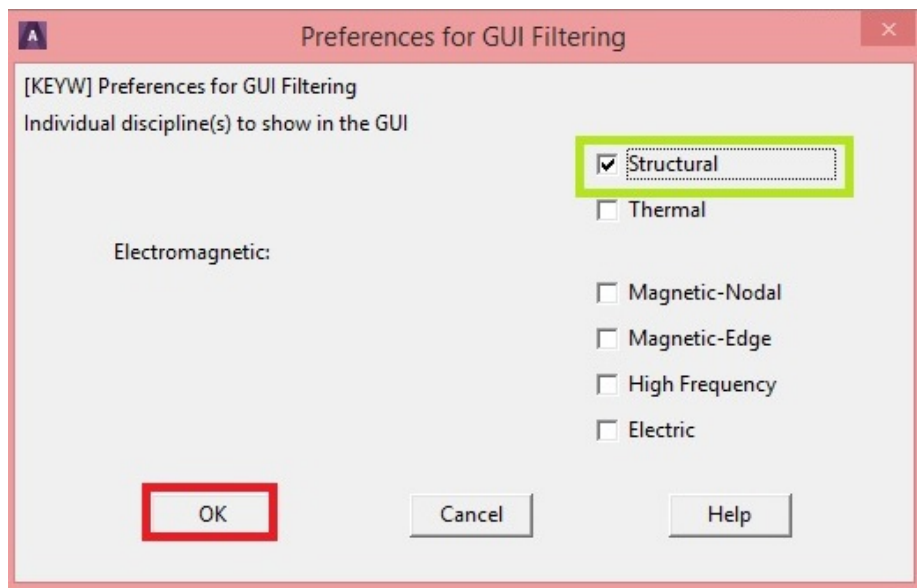 A
Preferences for GUI Filtering
[KEYW] Preferences for GUI Filtering
Individual discipline(s) to show in the GUI
Structural
Thermal
Electromagnetic:
Magnetic-Nodal
Magnetic-Edge
High Frequency
Electric
OK Cancel Help